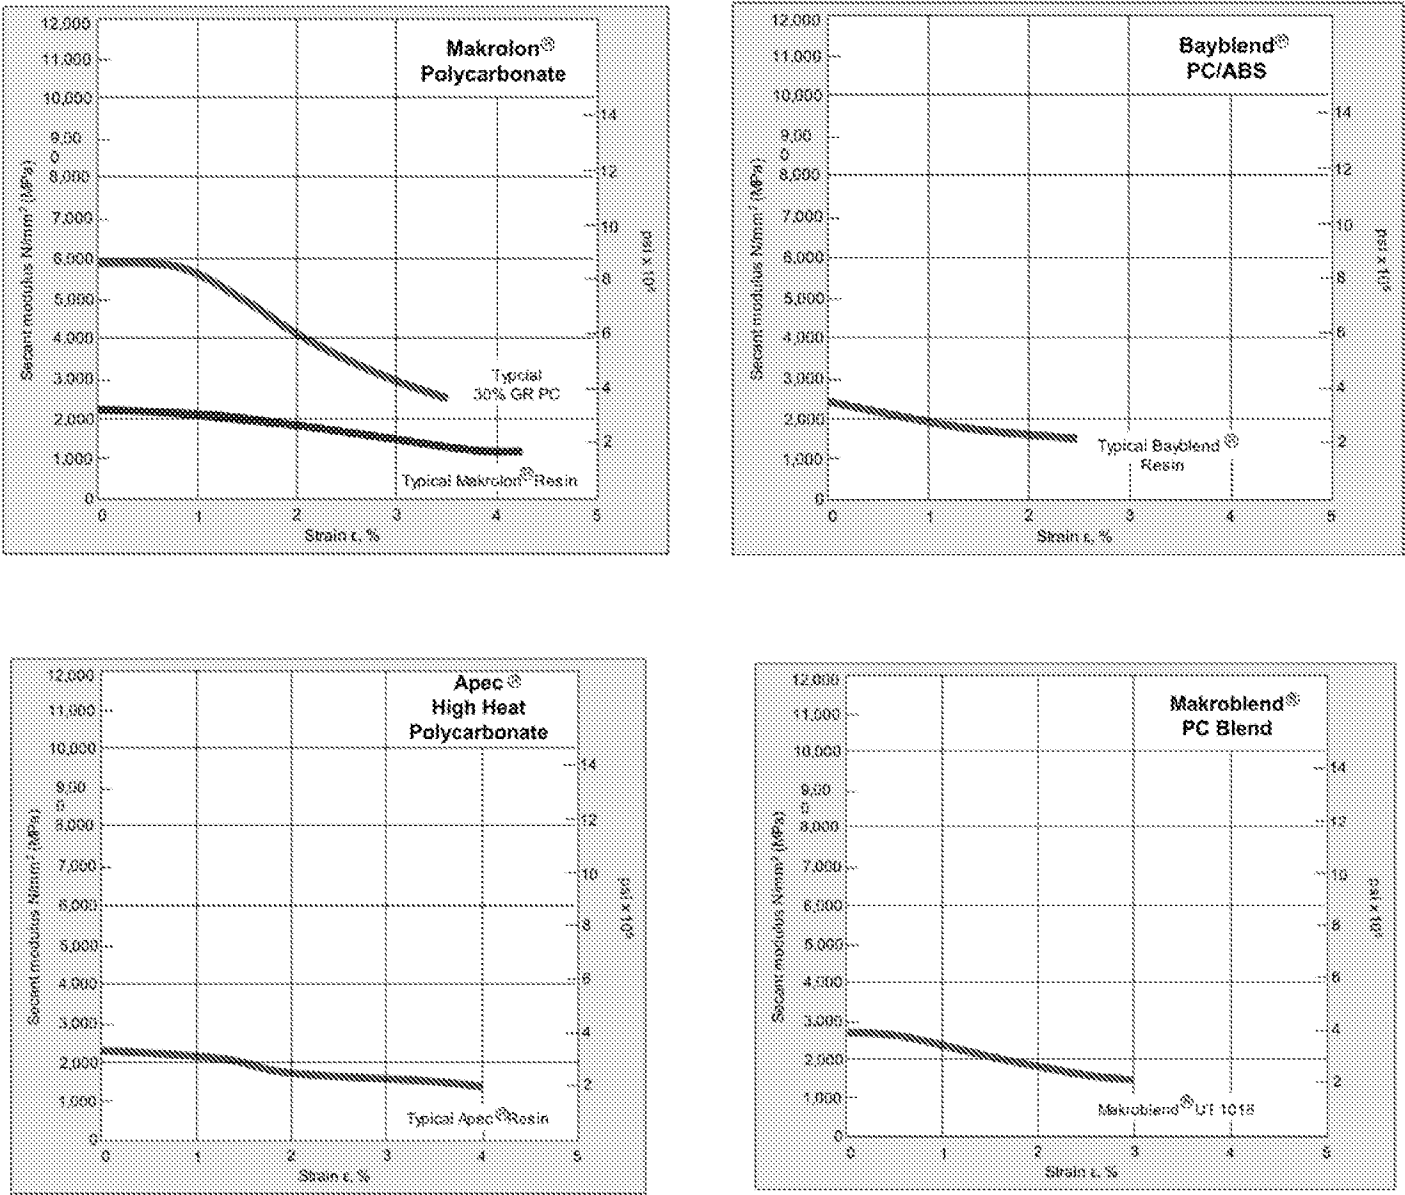 12,000
11,000
10,000
9,00
0
8,000
7,000
6,000
5,000
4,000
3,000
2,000
1,000
0
Secant modulus N/mm² (MPa)
Makrolon®
Polycarbonate
Typcial
30% GR PC
Typical Makrolon® Resin
14
12
10
8
6
4
2
psi x 10⁵
0 1 2 3 4 5
Strain ε, %
12,000
11,000
10,000
9,00
0
8,000
7,000
6,000
5,000
4,000
3,000
2,000
1,000
0
Secant modulus N/mm² (MPa)
Bayblend®
PC/ABS
Typical Bayblend®
Resin
14
12
10
8
6
4
2
psi x 10⁵
0 1 2 3 4 5
Strain ε, %
12,000
11,000
10,000
9,00
0
8,000
7,000
6,000
5,000
4,000
3,000
2,000
1,000
0
Secant modulus N/mm² (MPa)
Apec ®
High Heat
Polycarbonate
Typical Apec® Resin
14
12
10
8
6
4
2
psi x 10⁵
0 1 2 3 4 5
Strain ε, %
12,000
11,000
10,000
9,00
0
8,000
7,000
6,000
5,000
4,000
3,000
2,000
1,000
0
Secant modulus N/mm² (MPa)
Makroblend®
PC Blend
Makroblend® UT 1018
14
12
10
8
6
4
2
psi x 10⁵
0 1 2 3 4 5
Strain ε, %